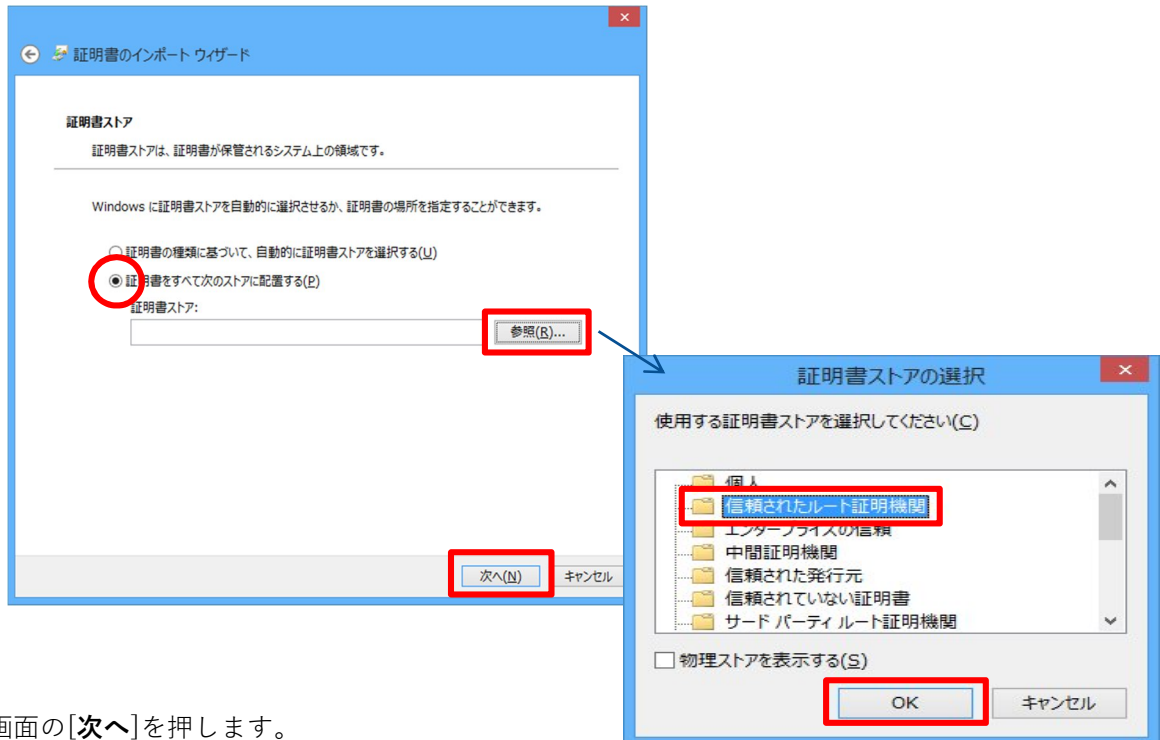 証明書のインポート ウィザード
証明書ストア
証明書ストアは、証明書が保管されるシステム上の領域です。
Windows に証明書ストアを自動的に選択させるか、証明書の場所を指定することができます。
証明書の種類に基づいて、自動的に証明書ストアを選択する(U)
証明書をすべて次のストアに配置する(P)
証明書ストア:
参照(R)...
次へ(N)
キャンセル
証明書ストアの選択
使用する証明書ストアを選択してください(C)
個人
信頼されたルート証明機関
エンタープライズの信頼
中間証明機関
信頼された発行元
信頼されていない証明書
サード パーティ ルート証明機関
物理ストアを表示する(S)
OK
キャンセル
画面の[次へ]を押します。